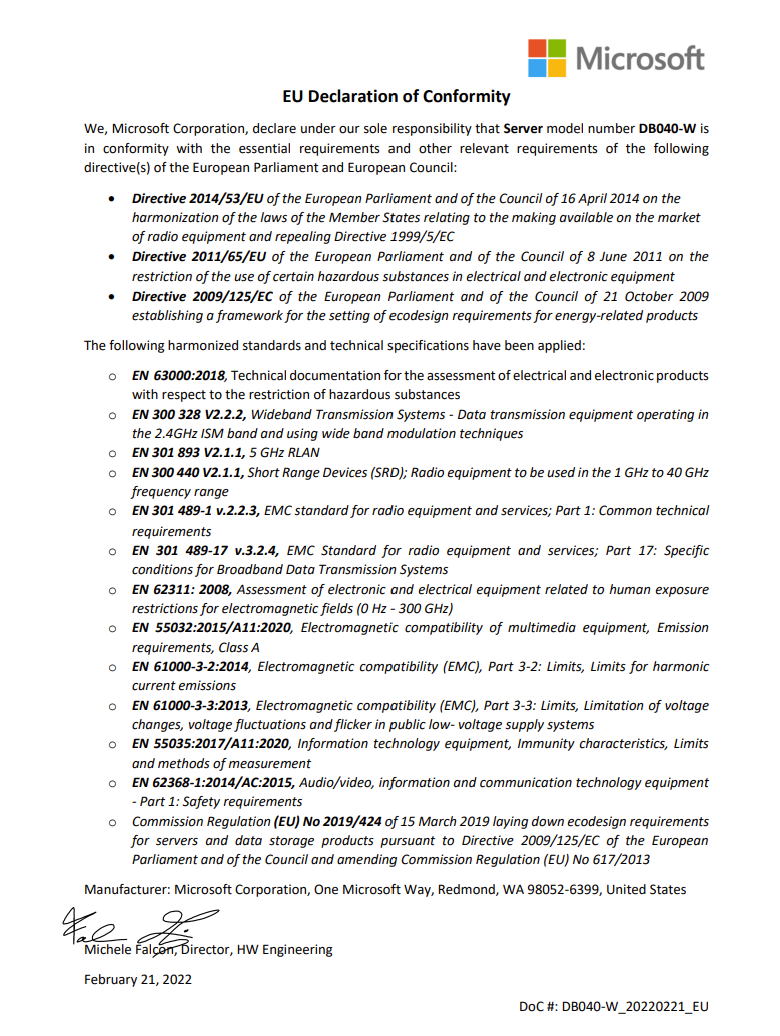 Microsoft
EU Declaration of Conformity
We, Microsoft Corporation, declare under our sole responsibility that Server model number DB040-W is
in conformity with the essential requirements and other relevant requirements of the following
directive(s) of the European Parliament and European Council:
• Directive 2014/53/EU of the European Parliament and of the Council of 16 April 2014 on the
harmonization of the laws of the Member States relating to the making available on the market
of radio equipment and repealing Directive 1999/5/EC
• Directive 2011/65/EU of the European Parliament and of the Council of 8 June 2011 on the
restriction of the use of certain hazardous substances in electrical and electronic equipment
• Directive 2009/125/EC of the European Parliament and of the Council of 21 October 2009
establishing a framework for the setting of ecodesign requirements for energy-related products
The following harmonized standards and technical specifications have been applied:
o EN 63000:2018, Technical documentation for the assessment of electrical and electronic products
with respect to the restriction of hazardous substances
o EN 300 328 V2.2.2, Wideband Transmission Systems - Data transmission equipment operating in
the 2.4GHz ISM band and using wide band modulation techniques
o EN 301 893 V2.1.1, 5 GHz RLAN
o EN 300 440 V2.1.1, Short Range Devices (SRD); Radio equipment to be used in the 1 GHz to 40 GHz
frequency range
o EN 301 489-1 v.2.2.3, EMC standard for radio equipment and services; Part 1: Common technical
requirements
o EN 301 489-17 v.3.2.4, EMC Standard for radio equipment and services; Part 17: Specific
conditions for Broadband Data Transmission Systems
o EN 62311: 2008, Assessment of electronic and electrical equipment related to human exposure
restrictions for electromagnetic fields (0 Hz - 300 GHz)
o EN 55032:2015/A11:2020, Electromagnetic compatibility of multimedia equipment, Emission
requirements, Class A
o EN 61000-3-2:2014, Electromagnetic compatibility (EMC), Part 3-2: Limits, Limits for harmonic
current emissions
o EN 61000-3-3:2013, Electromagnetic compatibility (EMC), Part 3-3: Limits, Limitation of voltage
changes, voltage fluctuations and flicker in public low- voltage supply systems
o EN 55035:2017/A11:2020, Information technology equipment, Immunity characteristics, Limits
and methods of measurement
o EN 62368-1:2014/AC:2015, Audio/video, information and communication technology equipment
- Part 1: Safety requirements
o Commission Regulation (EU) No 2019/424 of 15 March 2019 laying down ecodesign requirements
for servers and data storage products pursuant to Directive 2009/125/EC of the European
Parliament and of the Council and amending Commission Regulation (EU) No 617/2013
Manufacturer: Microsoft Corporation, One Microsoft Way, Redmond, WA 98052-6399, United States
Michele Falcon, Director, HW Engineering
February 21, 2022
DoC #: DB040-W_20220221_EU